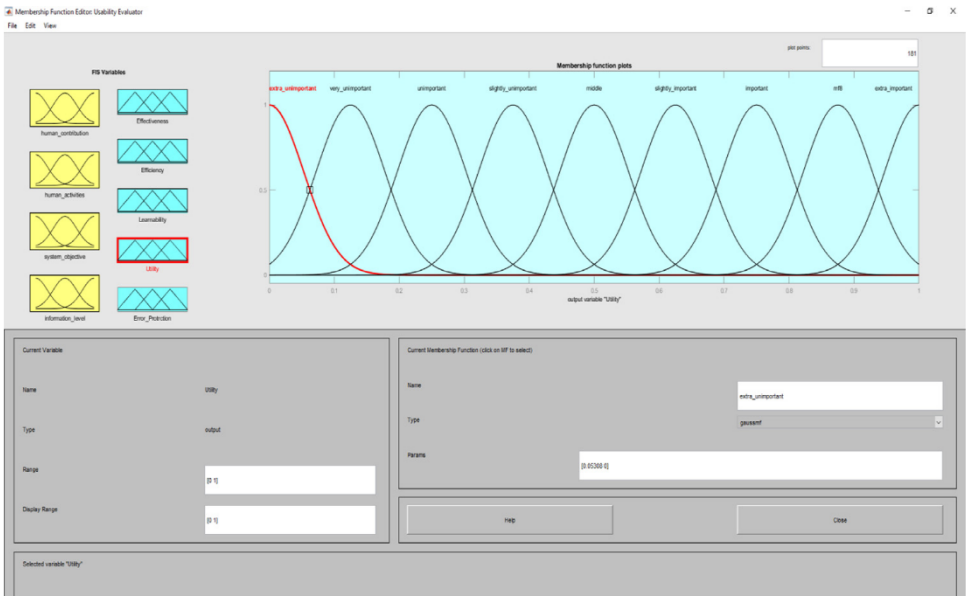 Membership Function Editor: Usability Evaluator
File Edit View
plot points:
181
FIS Variables
Membership function plots
extra_unimportant very_unimportant unimportant slightly_unimportant middle slightly_important important mf8 extra_important
human_contribution
Effectiveness
human_activities
Efficiency
system_objective
Learnability
Utility
information_level
Error_Protction
1
0.5
0
0 0.1 0.2 0.3 0.4 0.5 0.6 0.7 0.8 0.9 1
output variable "Utility"
Current Variable
Name Utility
Type output
Range [0 1]
Display Range [0 1]
Current Membership Function (click on MF to select)
Name extra_unimportant
Type gaussmf
Params
Help Close
Selected variable "Utility"